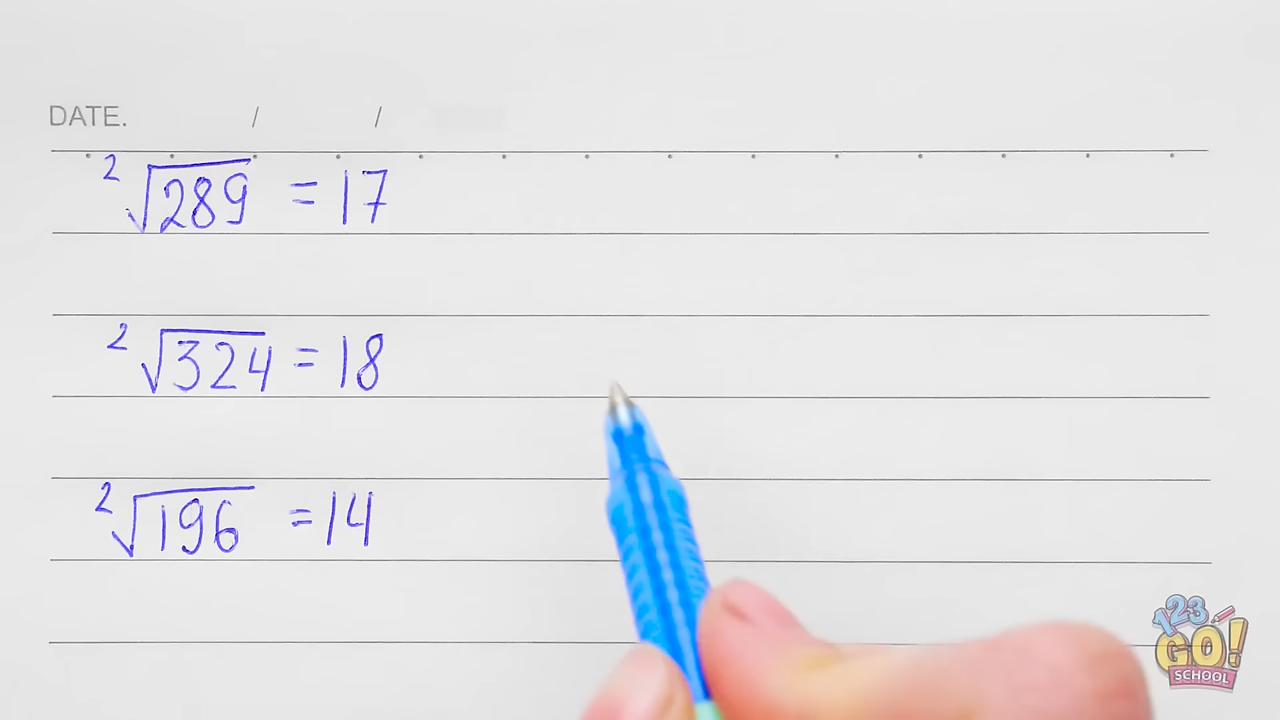 DATE. / /
²√289 = 17
²√324 = 18
²√196 = 14
123
GO!
SCHOOL